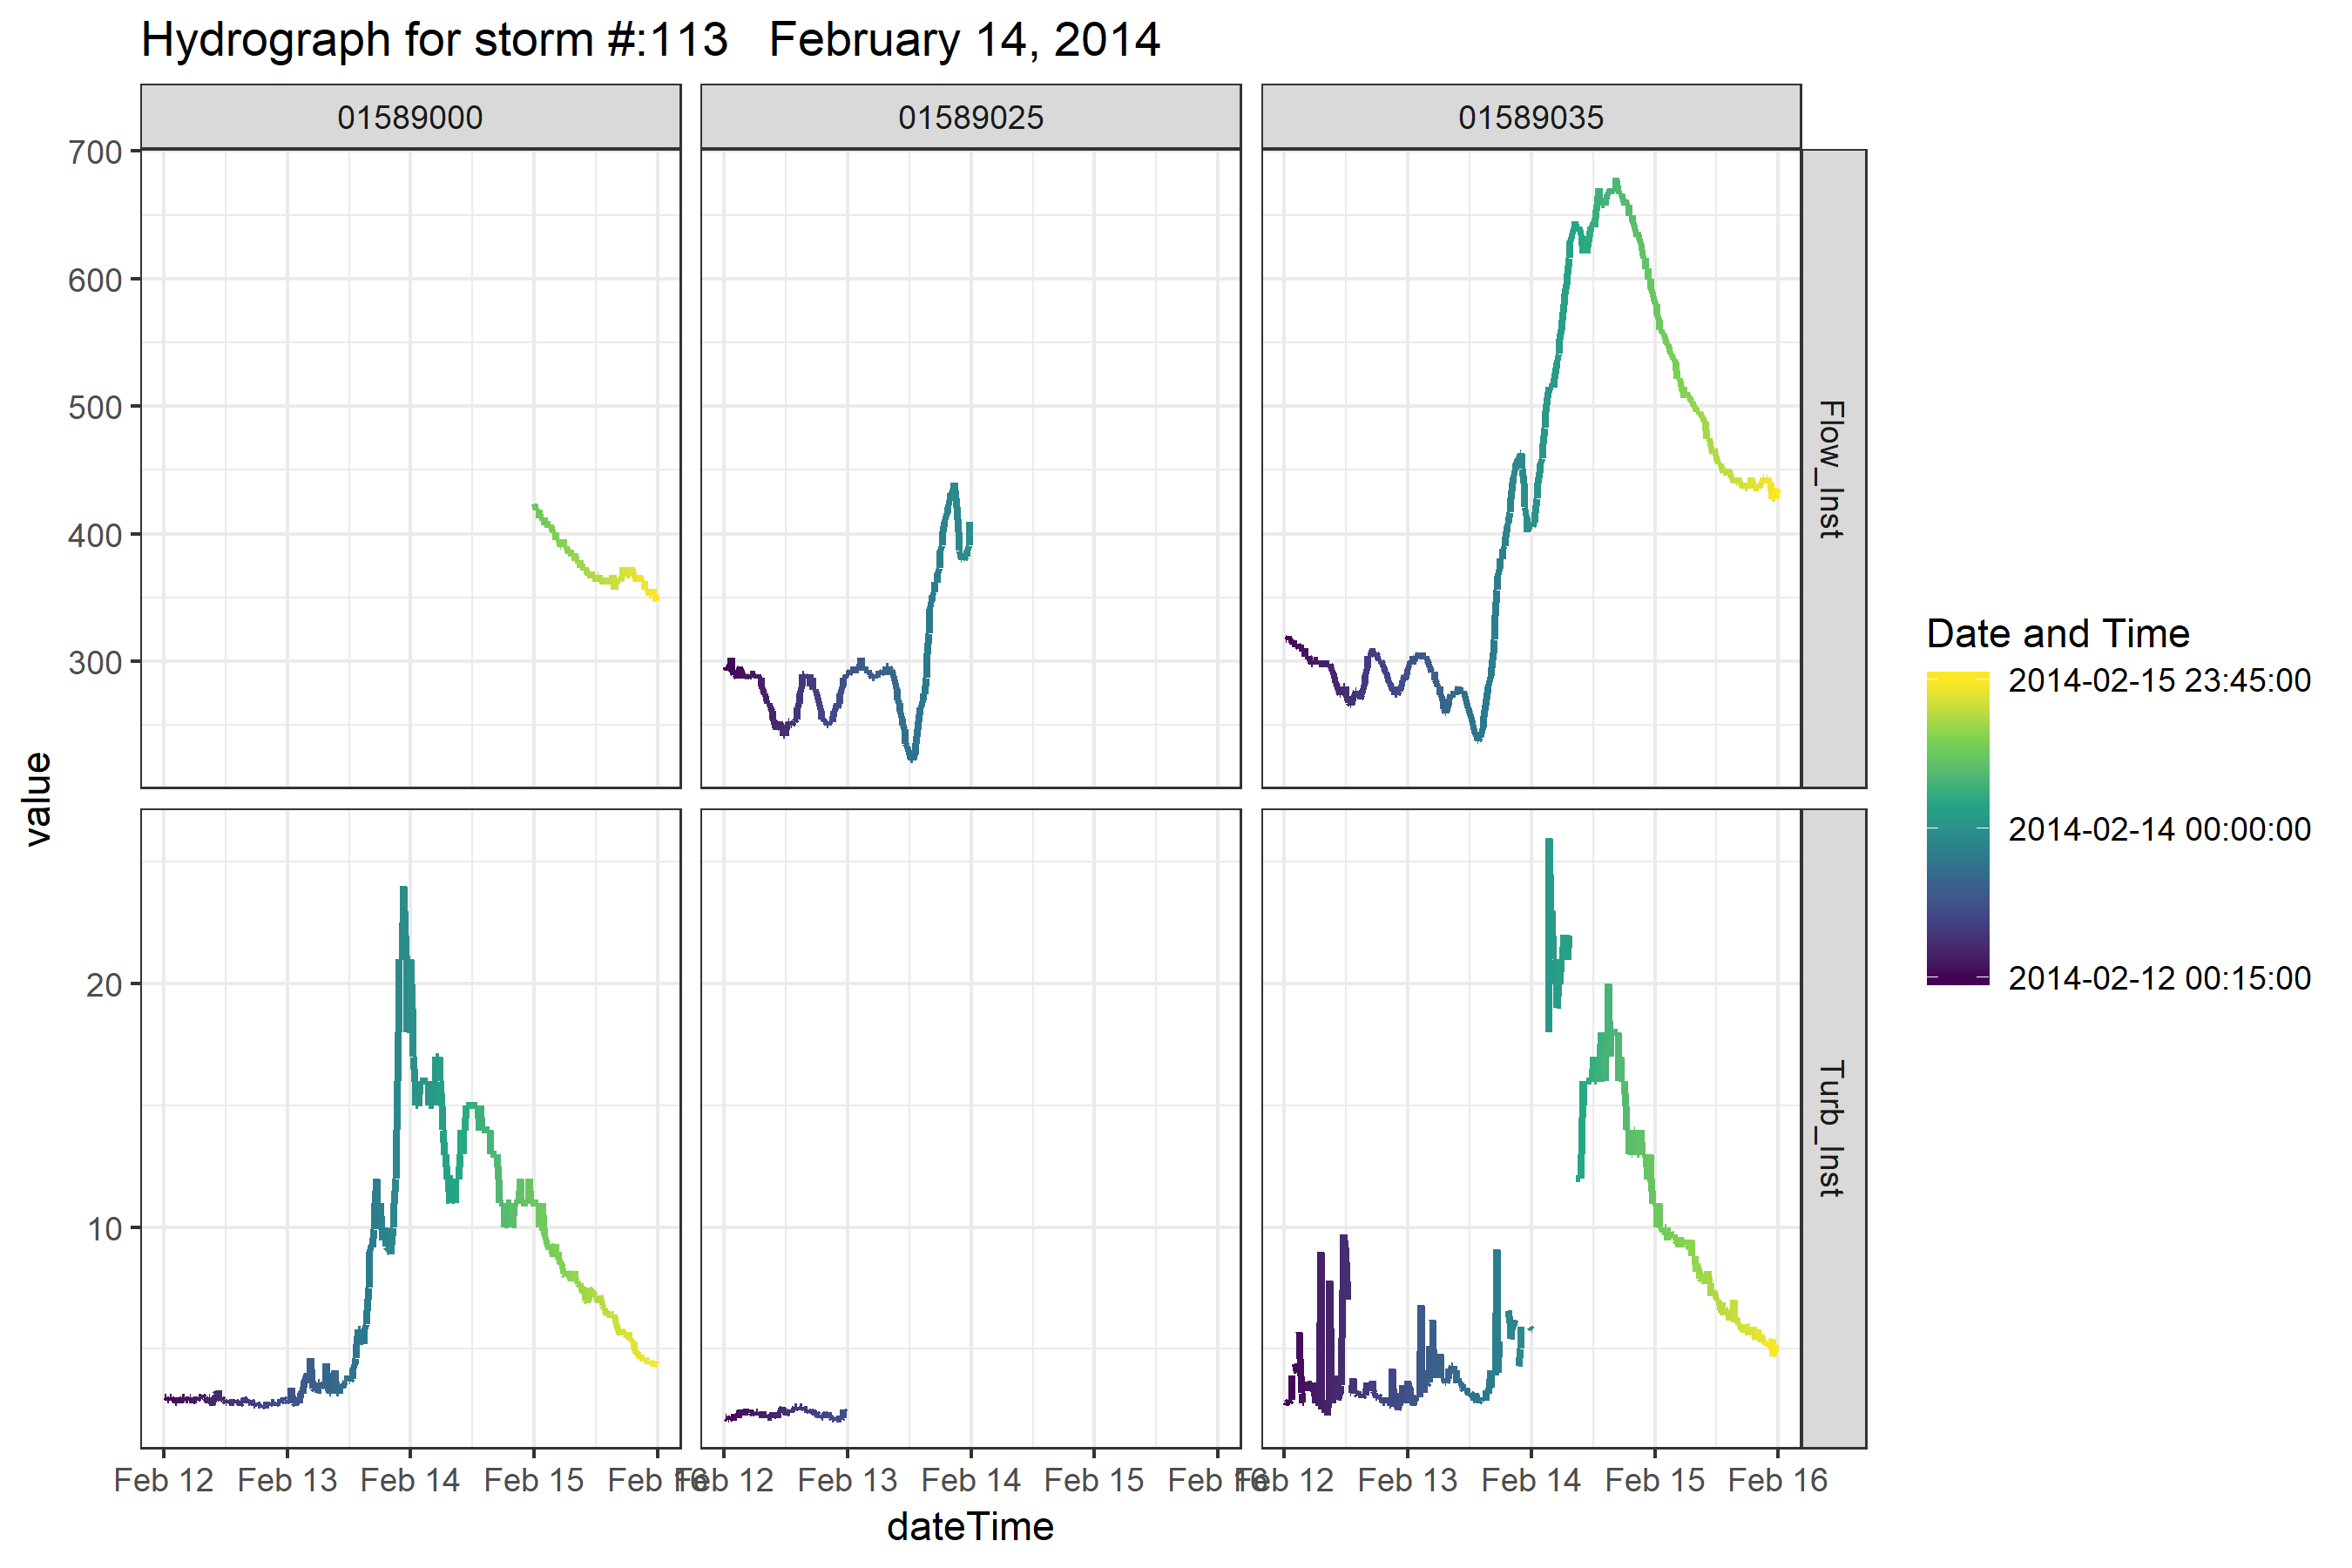 Hydrograph for storm #:113   February 14, 2014
01589000
01589025
01589035
700
600
500
400
300
Flow_Inst
20
10
Turb_Inst
value
Feb 12 Feb 13 Feb 14 Feb 15 Feb 16
Feb 12 Feb 13 Feb 14 Feb 15 Feb 16
Feb 12 Feb 13 Feb 14 Feb 15 Feb 16
dateTime
Date and Time
2014-02-15 23:45:00
2014-02-14 00:00:00
2014-02-12 00:15:00